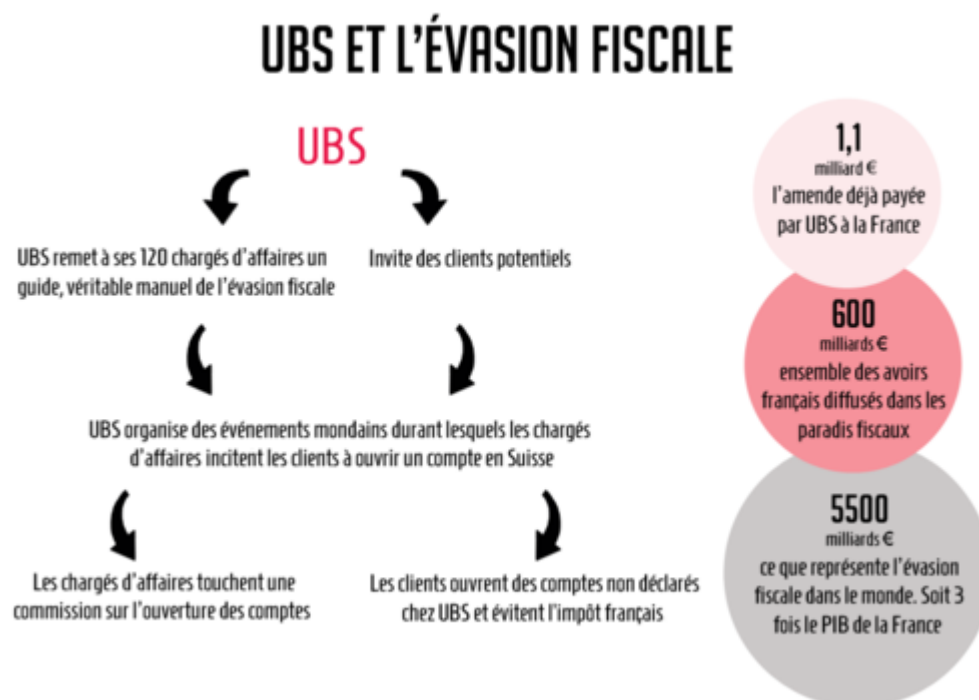 UBS ET L'ÉVASION FISCALE
UBS
UBS remet à ses 120 chargés d'affaires un
guide, véritable manuel de l'évasion fiscale
Invite des clients potentiels
UBS organise des événements mondains durant lesquels les chargés
d'affaires incitent les clients à ouvrir un compte en Suisse
Les chargés d'affaires touchent une
commission sur l'ouverture des comptes
Les clients ouvrent des comptes non déclarés
chez UBS et évitent l'impôt français
1,1
milliard €
l'amende déjà payée
par UBS à la France
600
milliards €
ensemble des avoirs
français diffusés dans les
paradis fiscaux
5500
milliards €
ce que représente l'évasion
fiscale dans le monde. Soit 3
fois le PIB de la France